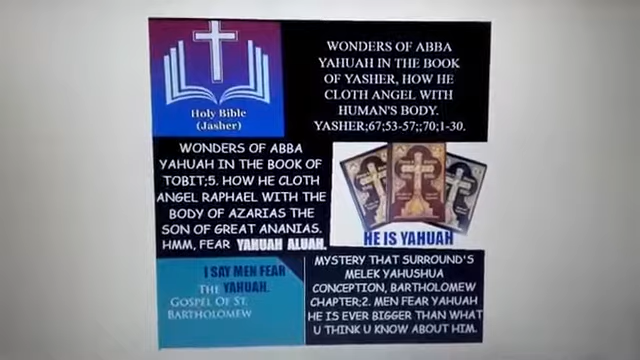 Holy Bible
(Jasher)
WONDERS OF ABBA
YAHUAH IN THE BOOK
OF YASHER, HOW HE
CLOTH ANGEL WITH
HUMAN'S BODY.
YASHER;67;53-57;;70;1-30.
WONDERS OF ABBA
YAHUAH IN THE BOOK OF
TOBIT;5. HOW HE CLOTH
ANGEL RAPHAEL WITH THE
BODY OF AZARIAS THE
SON OF GREAT ANANIAS.
HMM, FEAR YAHUAH ALUAH.
HE IS YAHUAH
I SAY MEN FEAR
YAHUAH.
THE
GOSPEL OF ST.
BARTHOLOMEW
MYSTERY THAT SURROUND'S
MELEK YAHUSHUA
CONCEPTION, BARTHOLOMEW
CHAPTER;2. MEN FEAR YAHUAH
HE IS EVER BIGGER THAN WHAT
U THINK U KNOW ABOUT HIM.